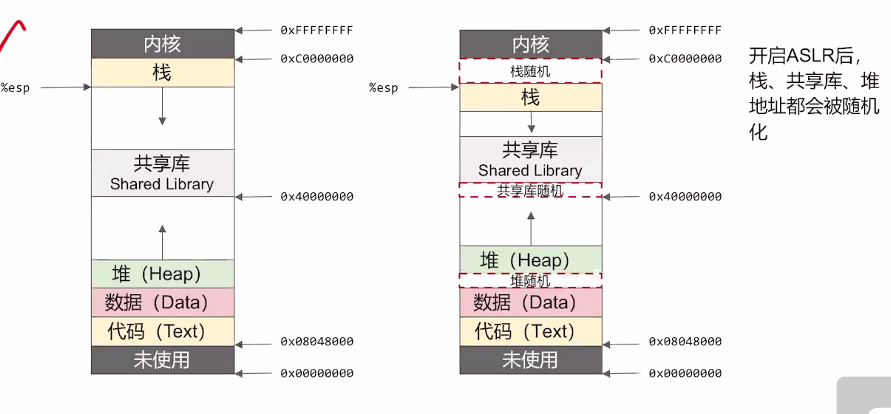 内核
栈
%esp
共享库
Shared Library
堆（Heap）
数据（Data）
代码（Text）
未使用
0xFFFFFFFF
0xC0000000
0x40000000
0x08048000
0x00000000
内核
栈随机
%esp
栈
共享库
Shared Library
共享库随机
堆（Heap）
堆随机
数据（Data）
代码（Text）
未使用
0xFFFFFFFF
0xC0000000
0x40000000
0x08048000
0x00000000
开启ASLR后，
栈、共享库、堆
地址都会被随机
化